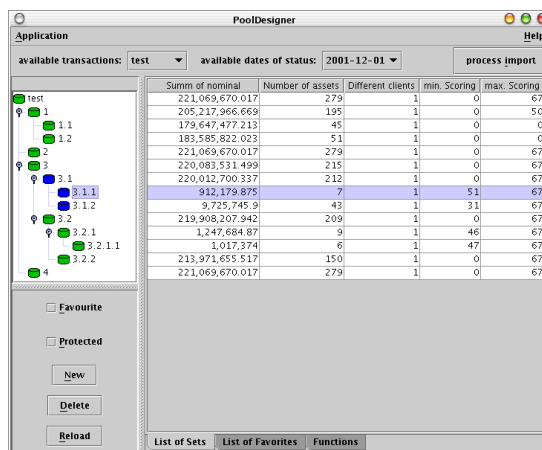 PoolDesigner
Application Help
available transactions: test available dates of status: 2001-12-01 process import
Summ of nominal Number of assets Different clients min. Scoring max. Scoring
test 221,069,670.017 279 1 0 67
1 205,217,966.669 195 1 0 50
1.1 179,647,477.213 45 1 0 0
1.2 183,585,822.023 51 1 0 0
2 221,069,670.017 279 1 0 67
3 220,083,531.499 215 1 0 67
3.1 220,012,700.337 212 1 0 67
3.1.1 912,179.875 7 1 51 67
3.1.2 9,725,745.9 43 1 31 67
3.2 219,908,207.942 209 1 0 67
3.2.1 1,247,684.87 9 1 46 67
3.2.1.1 1,017,374 6 1 47 67
3.2.2 213,971,655.517 150 1 0 67
4 221,069,670.017 279 1 0 67
Favourite
Protected
New
Delete
Reload
List of Sets List of Favorites Functions